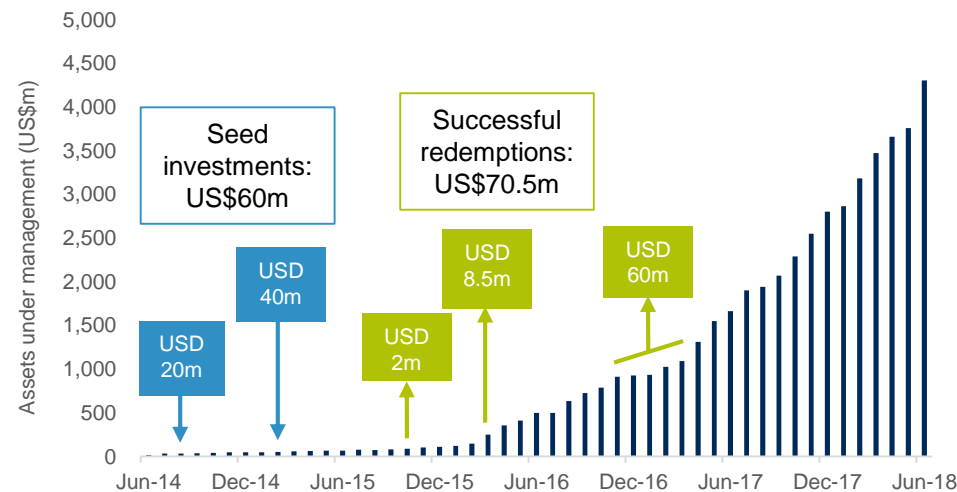 Assets under management (US$m)
5,000
4,500
4,000
3,500
3,000
2,500
2,000
1,500
1,000
500
0
Seed
investments:
US$60m
Successful
redemptions:
US$70.5m
USD
20m
USD
40m
USD
2m
USD
8.5m
USD
60m
Jun-14
Dec-14
Jun-15
Dec-15
Jun-16
Dec-16
Jun-17
Dec-17
Jun-18